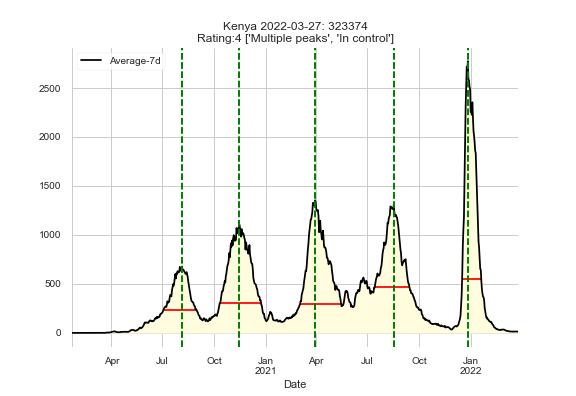 Kenya 2022-03-27: 323374
Rating:4 ['Multiple peaks', 'In control']
Average-7d
2500
2000
1500
1000
500
0
Apr Jul Oct Jan Apr Jul Oct Jan
2021 2022
Date